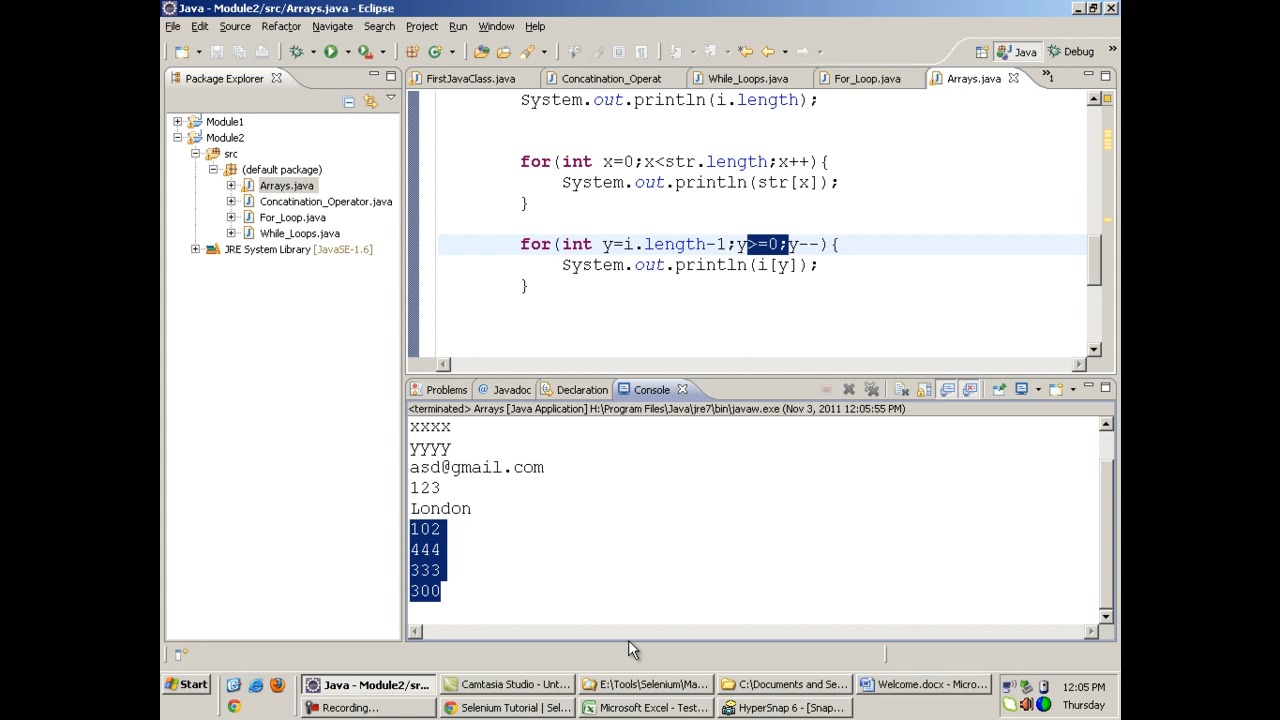 Java - Module2/src/Arrays.java - Eclipse
File Edit Source Refactor Navigate Search Project Run Window Help
Java Debug
Package Explorer
FirstJavaClass.java Concatination_Operat While_Loops.java For_Loop.java Arrays.java 1
Module1
Module2
src
(default package)
Arrays.java
Concatination_Operator.java
For_Loop.java
While_Loops.java
JRE System Library [JavaSE-1.6]
System.out.println(i.length);
for(int x=0;x<str.length;x++){
System.out.println(str[x]);
}
for(int y=i.length-1;y>=0;y--){
System.out.println(i[y]);
}
Problems Javadoc Declaration Console
<terminated> Arrays [Java Application] H:\Program Files\Java\jre7\bin\javaw.exe (Nov 3, 2011 12:05:55 PM)
xxxx
yyyy
asd@gmail.com
123
London
102
444
333
300
Start Java - Module2/sr... Camtasia Studio - Unt... E:\Tools\Selenium\Ma... C:\Documents and Se... Welcome.docx - Micro... 12:05 PM
Recording... Selenium Tutorial | Sel... Microsoft Excel - Test... HyperSnap 6 - [Snap... Thursday